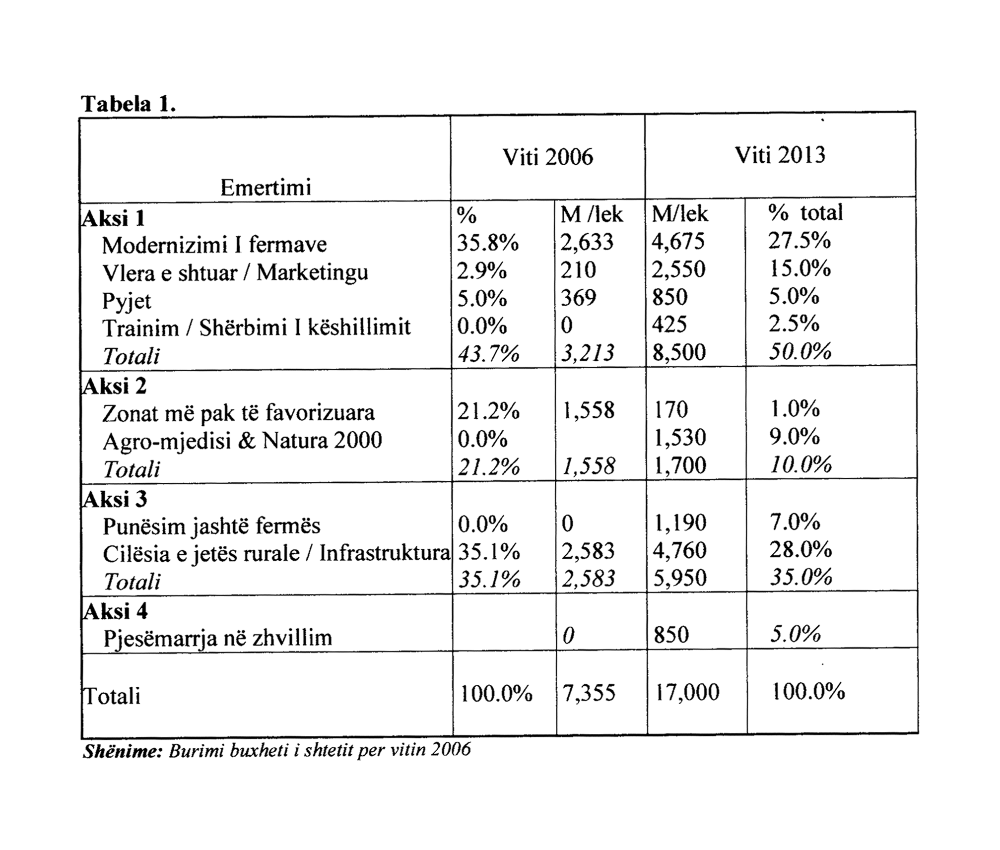 Tabela 1.
Emertimi Viti 2006 Viti 2013
Aksi 1 % M /lek M/lek % total
Modernizimi I fermave 35.8% 2,633 4,675 27.5%
Vlera e shtuar / Marketingu 2.9% 210 2,550 15.0%
Pyjet 5.0% 369 850 5.0%
Trainim / Shërbimi I këshillimit 0.0% 0 425 2.5%
Totali 43.7% 3,213 8,500 50.0%
Aksi 2
Zonat më pak të favorizuara 21.2% 1,558 170 1.0%
Agro-mjedisi & Natura 2000 0.0% 1,530 9.0%
Totali 21.2% 1,558 1,700 10.0%
Aksi 3
Punësim jashtë fermës 0.0% 0 1,190 7.0%
Cilësia e jetës rurale / Infrastruktura 35.1% 2,583 4,760 28.0%
Totali 35.1% 2,583 5,950 35.0%
Aksi 4
Pjesëmarrja në zhvillim 0 850 5.0%
Totali 100.0% 7,355 17,000 100.0%
Shënime: Burimi buxheti i shtetit per vitin 2006